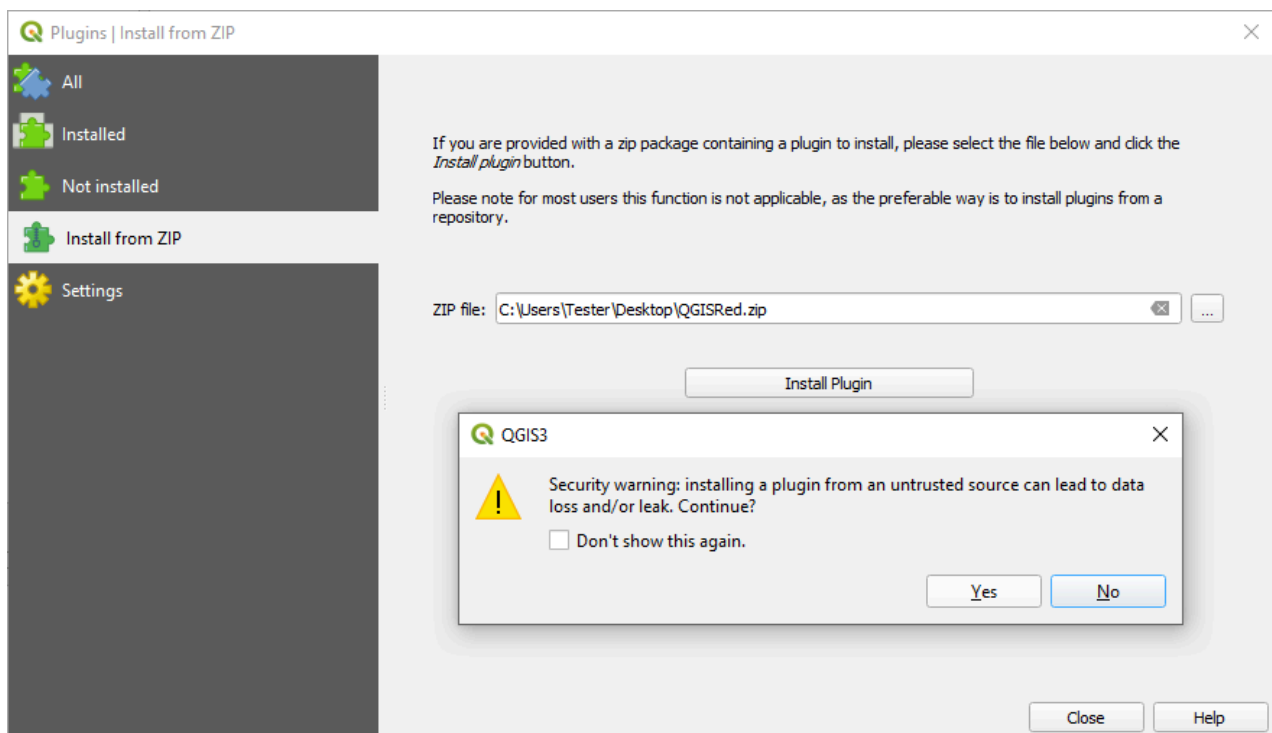 Plugins | Install from ZIP
All
Installed
Not installed
Install from ZIP
Settings
If you are provided with a zip package containing a plugin to install, please select the file below and click the
Install plugin button.
Please note for most users this function is not applicable, as the preferable way is to install plugins from a
repository.
ZIP file: C:\Users\Tester\Desktop\QGISRed.zip ...
Install Plugin
QGIS3
Security warning: installing a plugin from an untrusted source can lead to data
loss and/or leak. Continue?
Don't show this again.
Yes No
Close Help